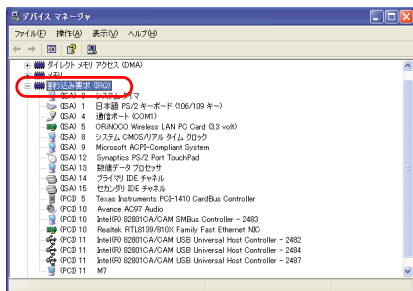 デバイス マネージャ
ファイル(F) 操作(A) 表示(V) ヘルプ(H)
ダイレクト メモリ アクセス (DMA)
メモリ
割り込み要求 (IRQ)
(ISA) 0 システム タイマ
(ISA) 1 日本語 PS/2 キーボード (106/109 キー)
(ISA) 4 通信ポート (COM1)
(ISA) 5 ORiNOCO Wireless LAN PC Card (3.3 volt)
(ISA) 8 システム CMOS/リアル タイム クロック
(ISA) 9 Microsoft ACPI-Compliant System
(ISA) 12 Synaptics PS/2 Port TouchPad
(ISA) 13 数値データ プロセッサ
(ISA) 14 プライマリ IDE チャネル
(ISA) 15 セカンダリ IDE チャネル
(PCI) 5 Texas Instruments PCI-1410 CardBus Controller
(PCI) 10 Avance AC97 Audio
(PCI) 10 Intel(R) 82801CA/CAM SMBus Controller - 2483
(PCI) 10 Realtek RTL8139/810X Family Fast Ethernet NIC
(PCI) 11 Intel(R) 82801CA/CAM USB Universal Host Controller - 2482
(PCI) 11 Intel(R) 82801CA/CAM USB Universal Host Controller - 2484
(PCI) 11 Intel(R) 82801CA/CAM USB Universal Host Controller - 2487
(PCI) 11 M7